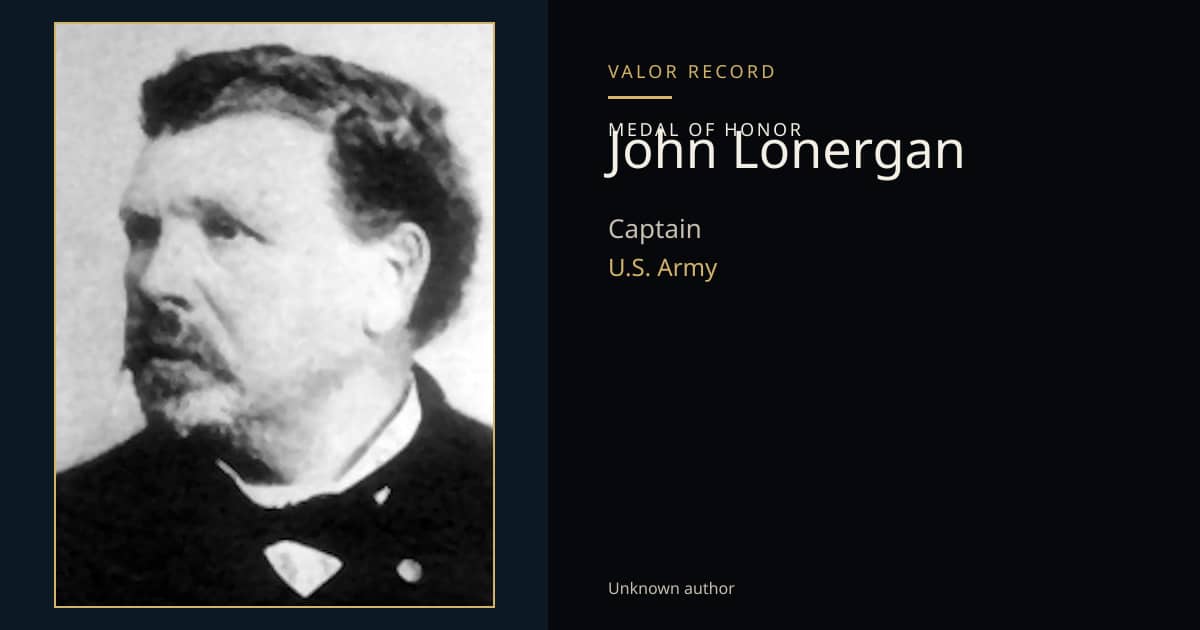 VALOR RECORD
MEDAL OF HONOR
John Lonergan
Captain
U.S. Army
Unknown author